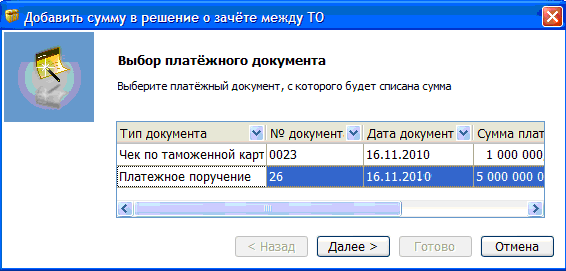 Добавить сумму в решение о зачёте между ТО
Выбор платёжного документа
Выберите платёжный документ, с которого будет списана сумма
Тип документа № документ Дата документ Сумма плат
Чек по таможенной карт 0023 16.11.2010 1 000 000
Платежное поручение 26 16.11.2010 5 000 000 0
< Назад Далее > Готово Отмена